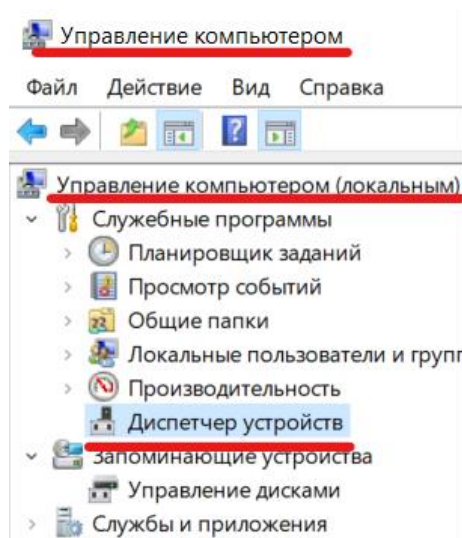 Управление компьютером
Файл Действие Вид Справка
Управление компьютером (локальным)
Служебные программы
Планировщик заданий
Просмотр событий
Общие папки
Локальные пользователи и групп
Производительность
Диспетчер устройств
Запоминающие устройства
Управление дисками
Службы и приложения